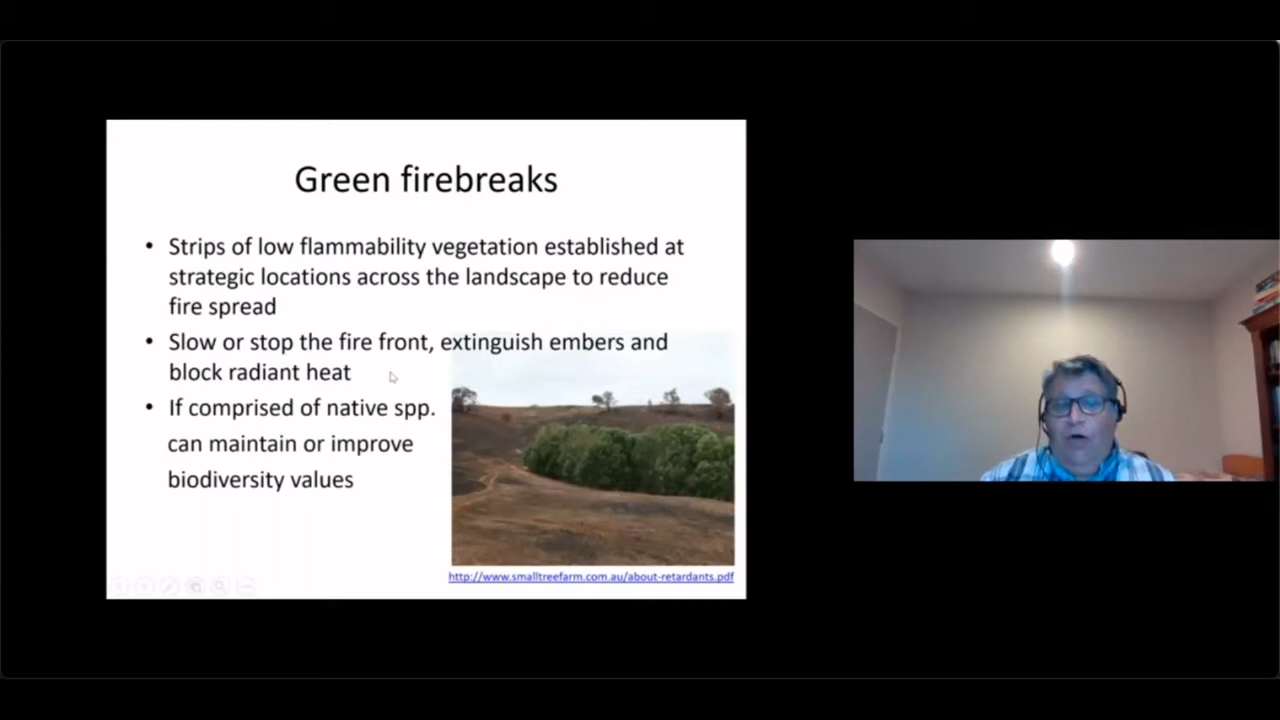 Green firebreaks
• Strips of low flammability vegetation established at
strategic locations across the landscape to reduce
fire spread
• Slow or stop the fire front, extinguish embers and
block radiant heat
• If comprised of native spp.
can maintain or improve
biodiversity values
http://www.smalltreefarm.com.au/about-retardants.pdf